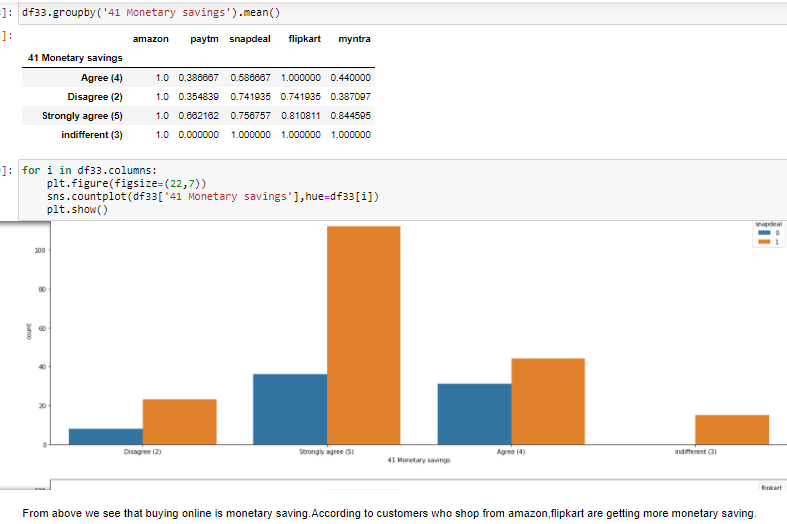 ]: df33.groupby('41 Monetary savings').mean()
]:
amazon paytm snapdeal flipkart myntra
41 Monetary savings
Agree (4) 1.0 0.386667 0.586667 1.000000 0.440000
Disagree (2) 1.0 0.354839 0.741935 0.741935 0.387097
Strongly agree (5) 1.0 0.662162 0.756757 0.810811 0.844595
indifferent (3) 1.0 0.000000 1.000000 1.000000 1.000000
]: for i in df33.columns:
plt.figure(figsize=(22,7))
sns.countplot(df33['41 Monetary savings'],hue=df33[i])
plt.show()
snapdeal
0
1
100
80
60
40
20
0
count
Disagree (2) Strongly agree (5) Agree (4) indifferent (3)
41 Monetary savings
flipkart
From above we see that buying online is monetary saving.According to customers who shop from amazon,flipkart are getting more monetary saving.